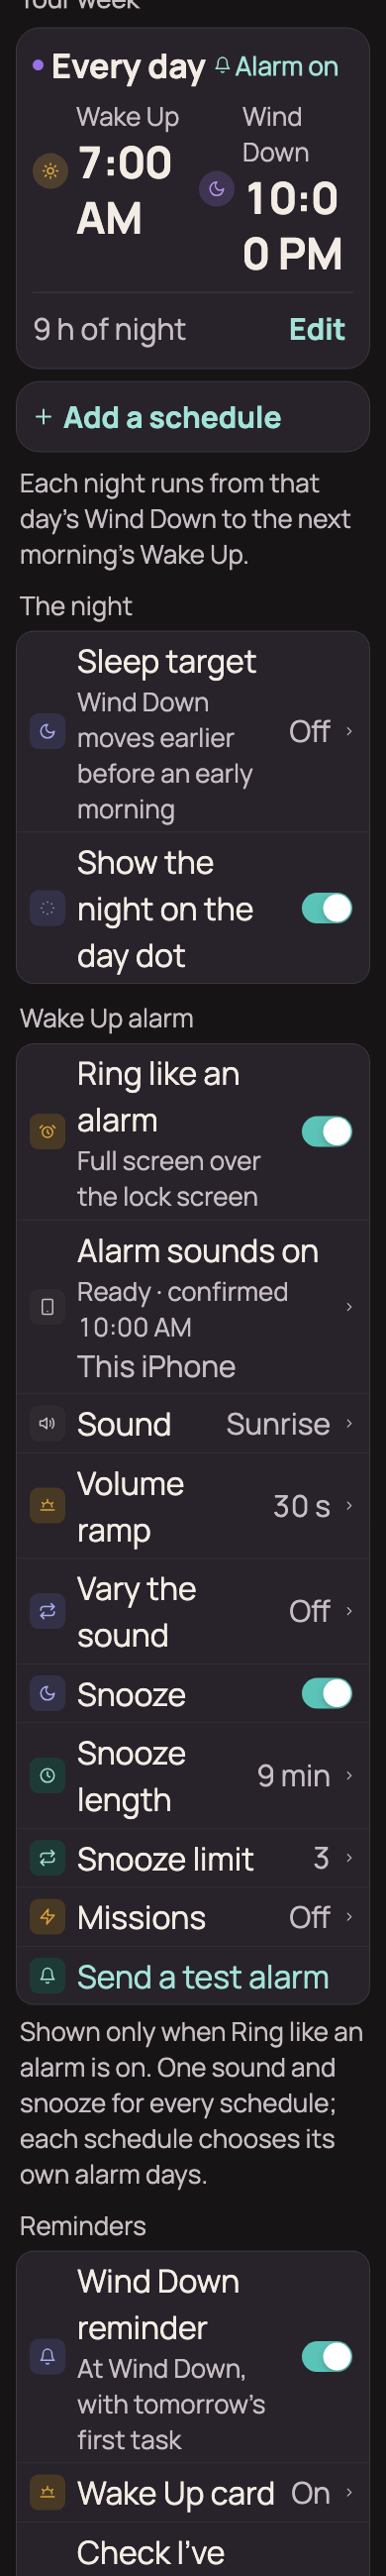 Your week
Every day Alarm on
Wake Up
7:00
AM
Wind
Down
10:0
0 PM
9 h of night Edit
+ Add a schedule
Each night runs from that
day's Wind Down to the next
morning's Wake Up.
The night
Sleep target
Wind Down
moves earlier
before an early
morning
Off
Show the
night on the
day dot
Wake Up alarm
Ring like an
alarm
Full screen over
the lock screen
Alarm sounds on
Ready · confirmed
10:00 AM
This iPhone
Sound Sunrise
Volume
ramp
30 s
Vary the
sound
Off
Snooze
Snooze
length
9 min
Snooze limit 3
Missions Off
Send a test alarm
Shown only when Ring like an
alarm is on. One sound and
snooze for every schedule;
each schedule chooses its
own alarm days.
Reminders
Wind Down
reminder
At Wind Down,
with tomorrow's
first task
Wake Up card On
Check I've